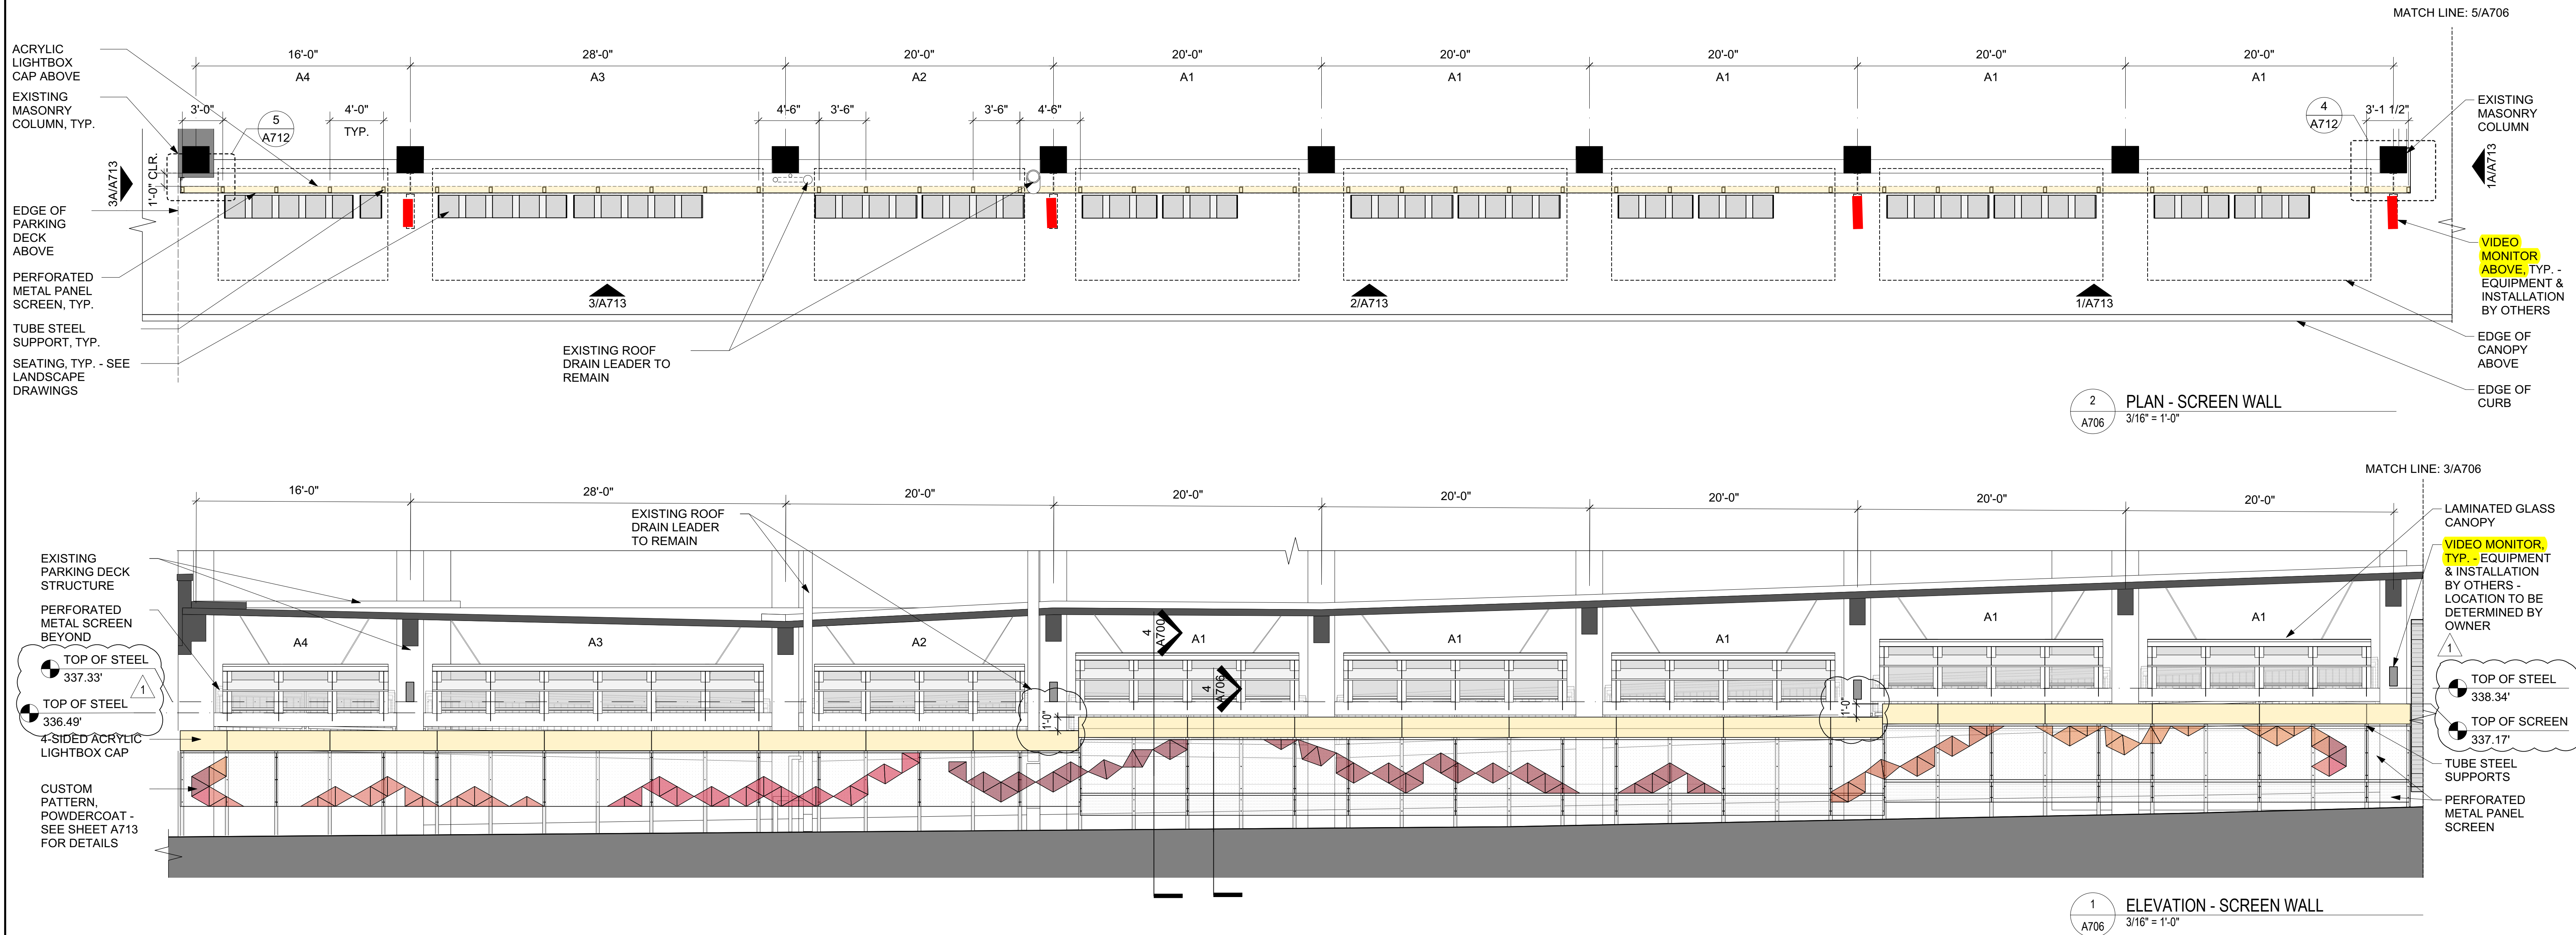 MATCH LINE: 5/A706
ACRYLIC
LIGHTBOX
CAP ABOVE
16'-0"
28'-0"
20'-0"
20'-0"
20'-0"
20'-0"
20'-0"
20'-0"
A4
A3
A2
A1
A1
A1
A1
A1
EXISTING
MASONRY
COLUMN, TYP.
3'-0"
5
A712
4'-0"
TYP.
4'-6"
3'-6"
3'-6"
4'-6"
4
A712
3'-1 1/2"
EXISTING
MASONRY
COLUMN
3A/A713
1'-0" CLR.
1A/A713
EDGE OF
PARKING
DECK
ABOVE
PERFORATED
METAL PANEL
SCREEN, TYP.
TUBE STEEL
SUPPORT, TYP.
SEATING, TYP. - SEE
LANDSCAPE
DRAWINGS
3/A713
2/A713
1/A713
EXISTING ROOF
DRAIN LEADER TO
REMAIN
VIDEO
MONITOR
ABOVE, TYP. -
EQUIPMENT &
INSTALLATION
BY OTHERS
EDGE OF
CANOPY
ABOVE
EDGE OF
CURB
2
A706
PLAN - SCREEN WALL
3/16" = 1'-0"
MATCH LINE: 3/A706
16'-0"
28'-0"
20'-0"
20'-0"
20'-0"
20'-0"
20'-0"
20'-0"
EXISTING ROOF
DRAIN LEADER
TO REMAIN
LAMINATED GLASS
CANOPY
VIDEO MONITOR,
TYP. - EQUIPMENT
& INSTALLATION
BY OTHERS -
LOCATION TO BE
DETERMINED BY
OWNER
1
EXISTING
PARKING DECK
STRUCTURE
PERFORATED
METAL SCREEN
BEYOND
A4
A3
A2
4
A700
A1
A1
A1
A1
A1
4
A706
TOP OF STEEL
337.33'
1
TOP OF STEEL
336.49'
1'-0"
1'-0"
TOP OF STEEL
338.34'
TOP OF SCREEN
337.17'
4-SIDED ACRYLIC
LIGHTBOX CAP
CUSTOM
PATTERN,
POWDERCOAT -
SEE SHEET A713
FOR DETAILS
TUBE STEEL
SUPPORTS
PERFORATED
METAL PANEL
SCREEN
1
A706
ELEVATION - SCREEN WALL
3/16" = 1'-0"